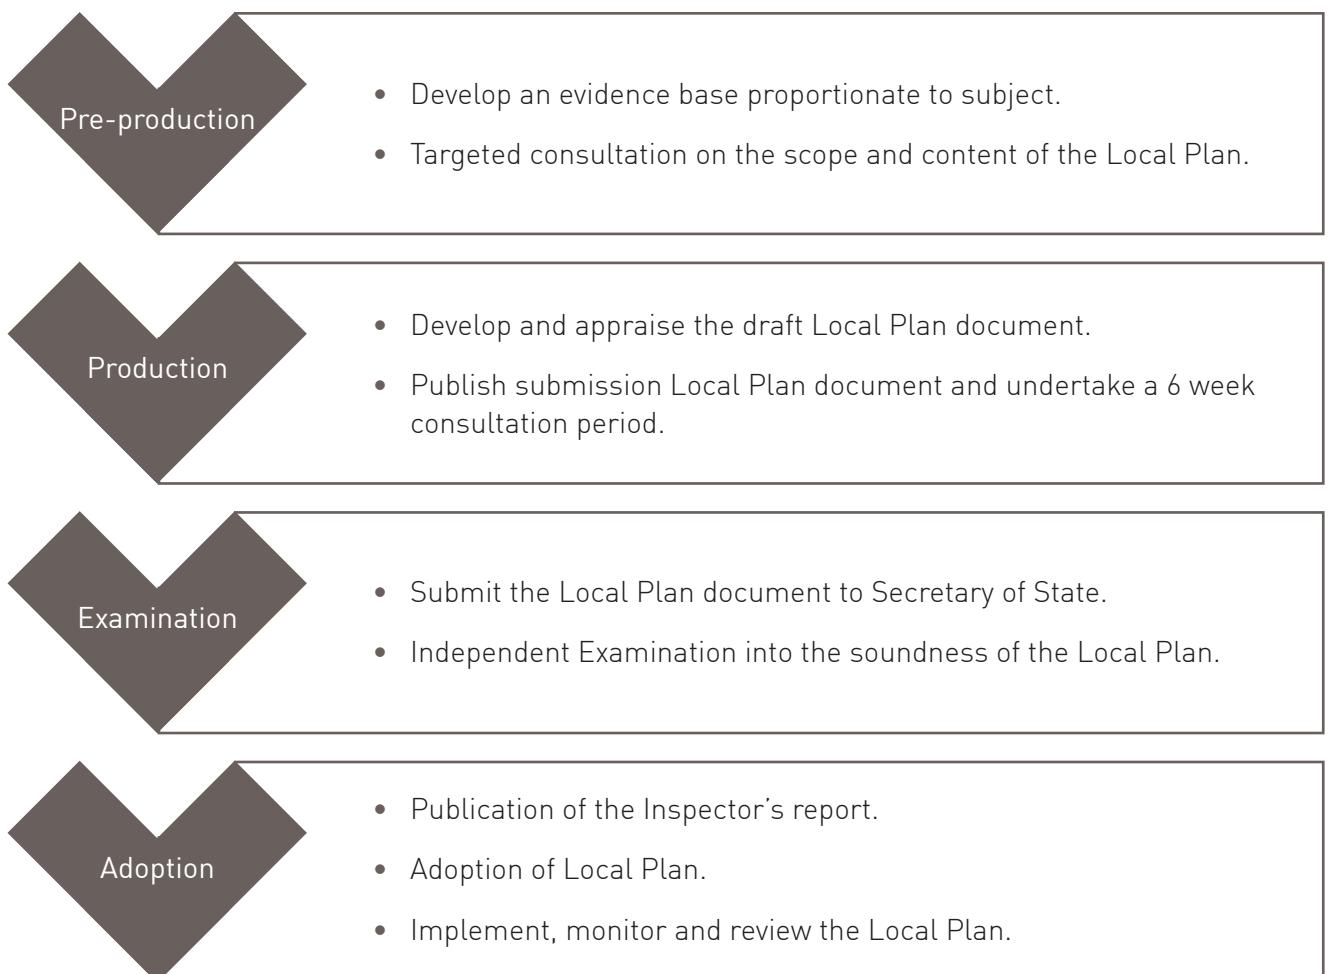 Pre-production
• Develop an evidence base proportionate to subject.
• Targeted consultation on the scope and content of the Local Plan.
Production
• Develop and appraise the draft Local Plan document.
• Publish submission Local Plan document and undertake a 6 week
consultation period.
Examination
• Submit the Local Plan document to Secretary of State.
• Independent Examination into the soundness of the Local Plan.
Adoption
• Publication of the Inspector’s report.
• Adoption of Local Plan.
• Implement, monitor and review the Local Plan.